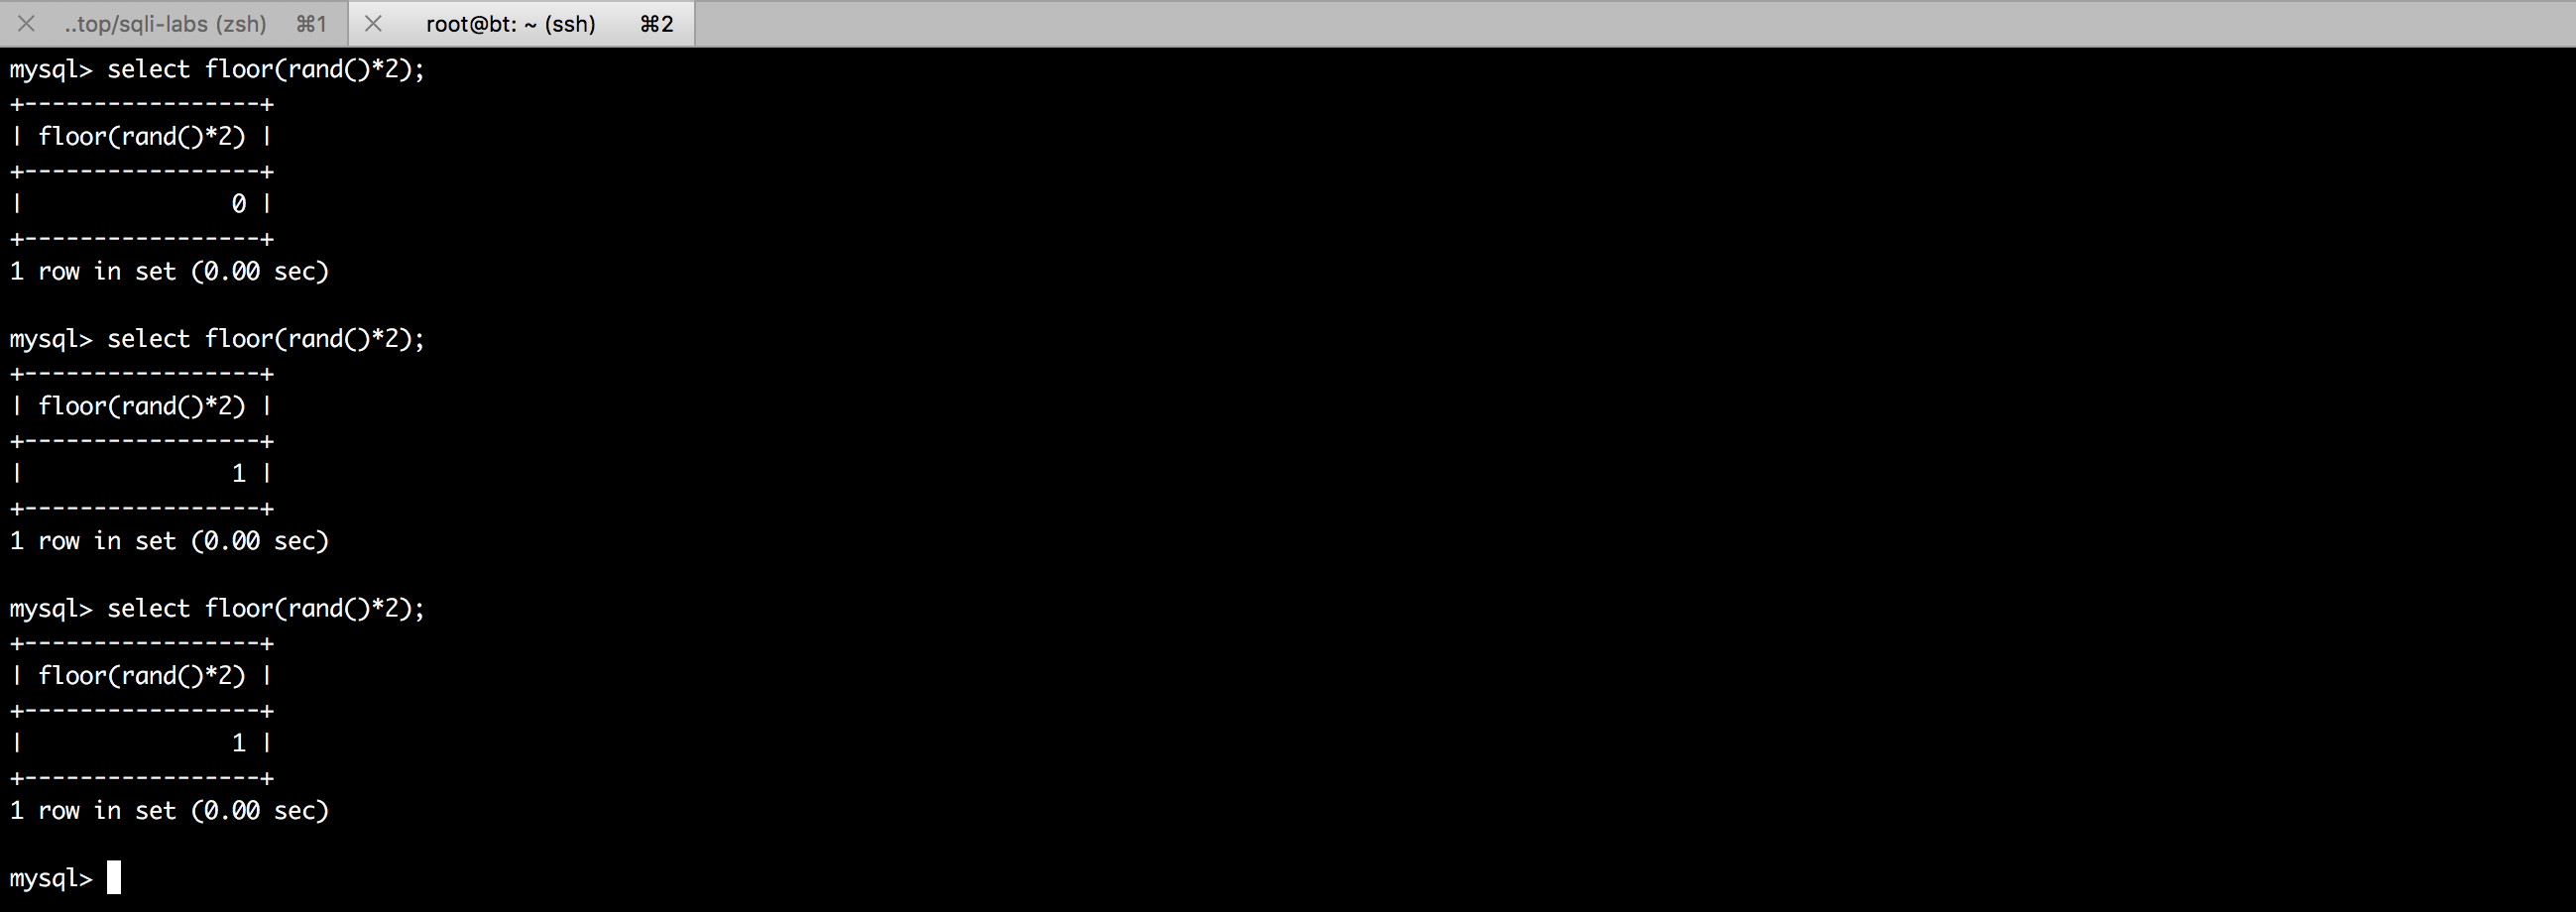 ..top/sqli-labs (zsh) ⌘1 root@bt: ~ (ssh) ⌘2
mysql> select floor(rand()*2);
+-----------------+
| floor(rand()*2) |
+-----------------+
|               0 |
+-----------------+
1 row in set (0.00 sec)
mysql> select floor(rand()*2);
+-----------------+
| floor(rand()*2) |
+-----------------+
|               1 |
+-----------------+
1 row in set (0.00 sec)
mysql> select floor(rand()*2);
+-----------------+
| floor(rand()*2) |
+-----------------+
|               1 |
+-----------------+
1 row in set (0.00 sec)
mysql>